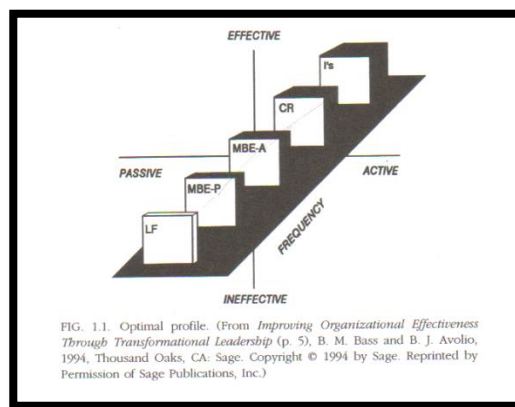 EFFECTIVE
I's
CR
MBE-A
PASSIVE
ACTIVE
MBE-P
LF
FREQUENCY
INEFFECTIVE
FIG. 1.1. Optimal profile. (From Improving Organizational Effectiveness
Through Transformational Leadership (p. 5), B. M. Bass and B. J. Avolio,
1994, Thousand Oaks, CA: Sage. Copyright © 1994 by Sage. Reprinted by
Permission of Sage Publications, Inc.)